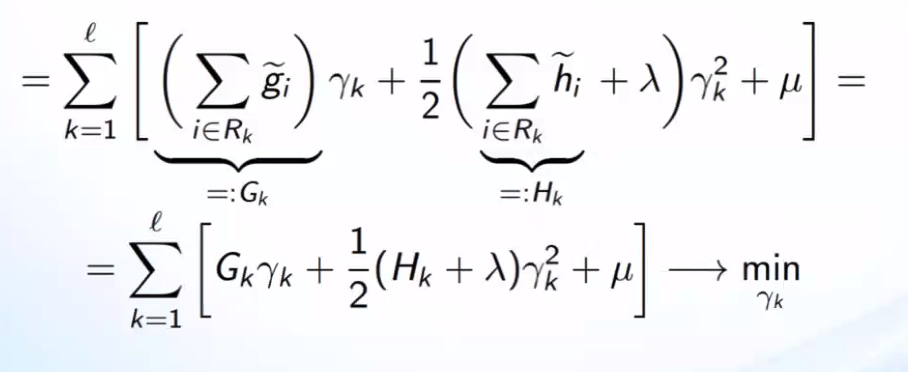 = \sum_{k=1}^{\ell} \left[ \underbrace{\left( \sum_{i \in R_k} \widetilde{g}_i \right)}_{=: G_k} \gamma_k + \frac{1}{2} \left( \underbrace{\sum_{i \in R_k} \widetilde{h}_i}_{=: H_k} + \lambda \right) \gamma_k^2 + \mu \right] =
= \sum_{k=1}^{\ell} \left[ G_k \gamma_k + \frac{1}{2} (H_k + \lambda) \gamma_k^2 + \mu \right] \longrightarrow \min_{\gamma_k}